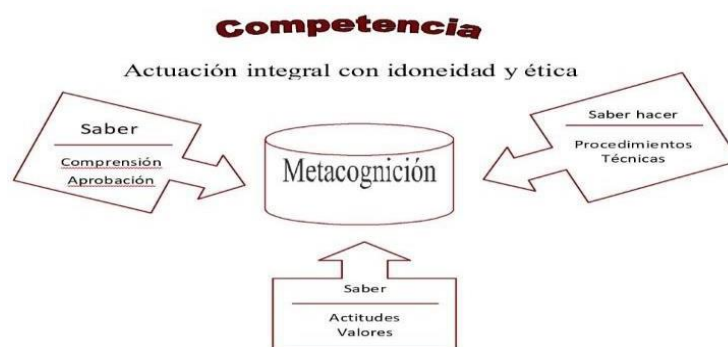 Competencia
Actuación integral con idoneidad y ética
Saber
Comprensión
Aprobación
Metacognición
Saber hacer
Procedimientos
Técnicas
Saber
Actitudes
Valores